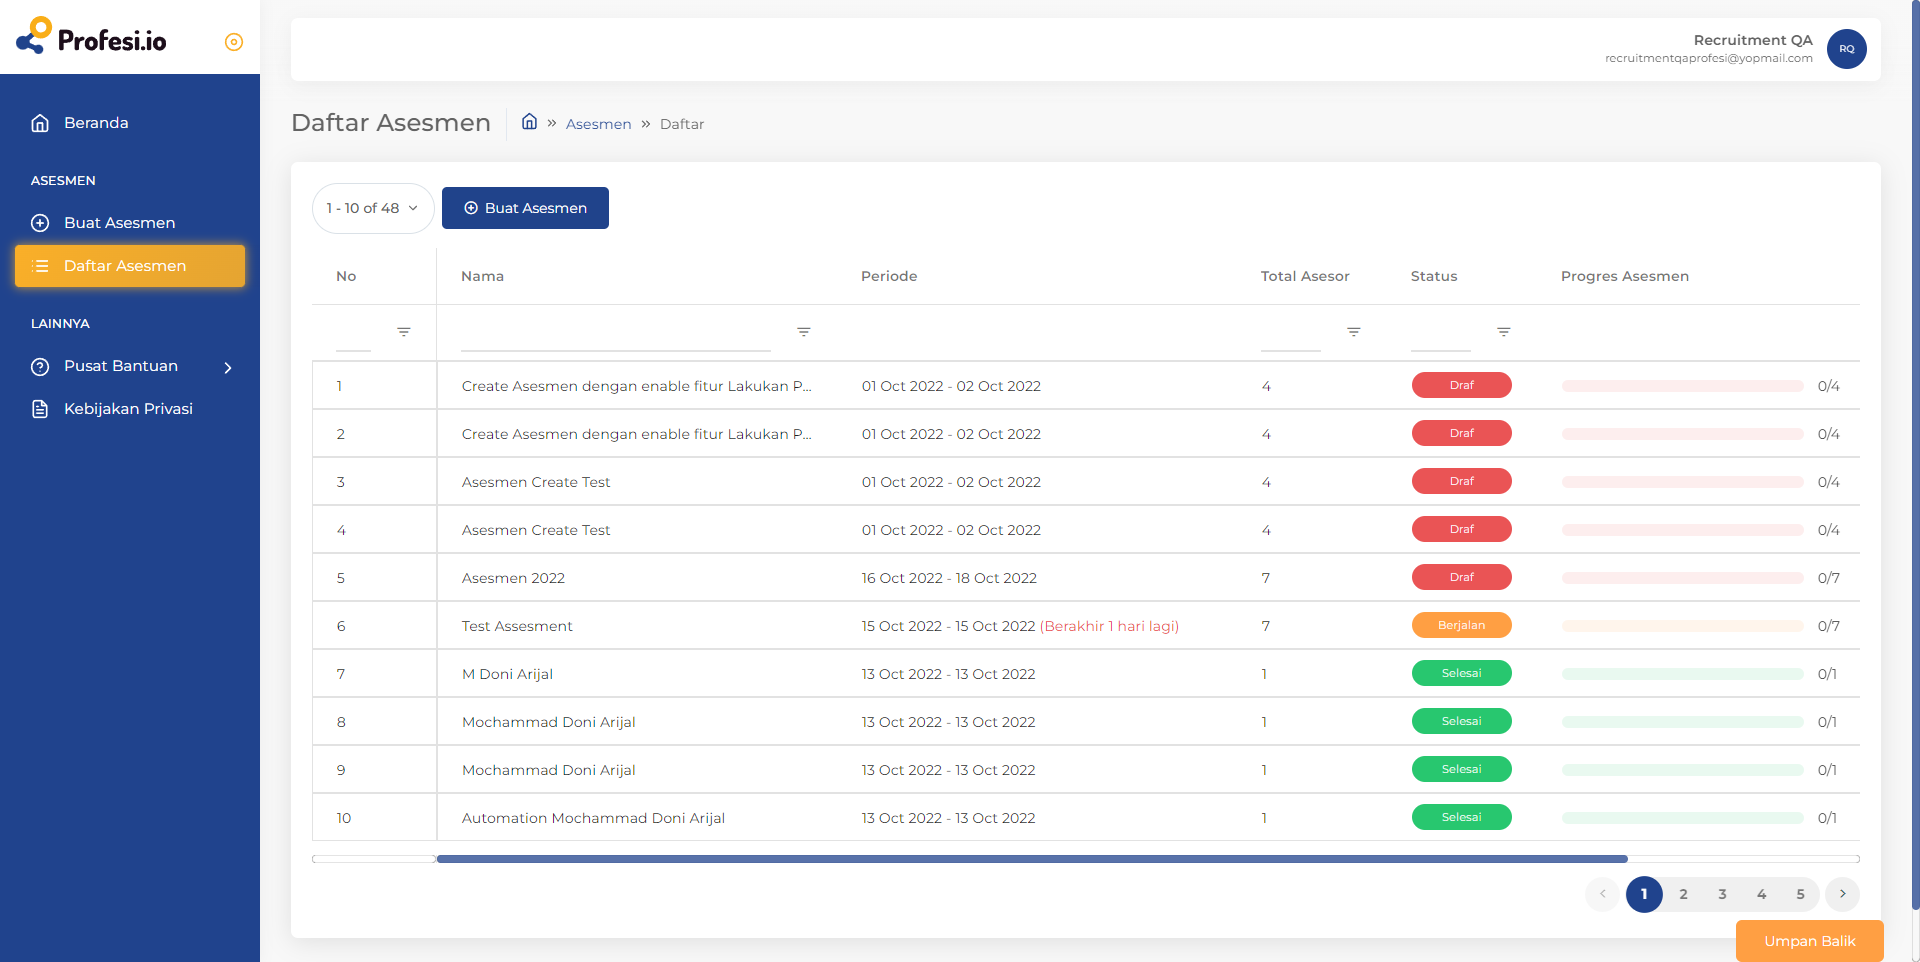 Profesi.io
Recruitment QA
recruitmentqaprofesi@yopmail.com
RQ
Beranda
ASESMEN
Buat Asesmen
Daftar Asesmen
LAINNYA
Pusat Bantuan
Kebijakan Privasi
Daftar Asesmen » Asesmen » Daftar
1 - 10 of 48 Buat Asesmen
No Nama Periode Total Asesor Status Progres Asesmen
1 Create Asesmen dengan enable fitur Lakukan P... 01 Oct 2022 - 02 Oct 2022 4 Draf 0/4
2 Create Asesmen dengan enable fitur Lakukan P... 01 Oct 2022 - 02 Oct 2022 4 Draf 0/4
3 Asesmen Create Test 01 Oct 2022 - 02 Oct 2022 4 Draf 0/4
4 Asesmen Create Test 01 Oct 2022 - 02 Oct 2022 4 Draf 0/4
5 Asesmen 2022 16 Oct 2022 - 18 Oct 2022 7 Draf 0/7
6 Test Assesment 15 Oct 2022 - 15 Oct 2022 (Berakhir 1 hari lagi) 7 Berjalan 0/7
7 M Doni Arijal 13 Oct 2022 - 13 Oct 2022 1 Selesai 0/1
8 Mochammad Doni Arijal 13 Oct 2022 - 13 Oct 2022 1 Selesai 0/1
9 Mochammad Doni Arijal 13 Oct 2022 - 13 Oct 2022 1 Selesai 0/1
10 Automation Mochammad Doni Arijal 13 Oct 2022 - 13 Oct 2022 1 Selesai 0/1
1 2 3 4 5
Umpan Balik